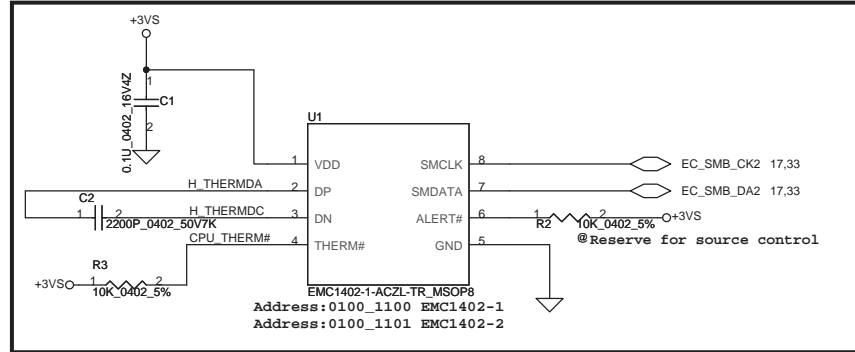 +3VS
1
0.1U_0402_16V4Z
C1
2
U1
1 VDD SMCLK 8 EC_SMB_CK2 17,33
H_THERMDA 2 DP SMDATA 7 EC_SMB_DA2 17,33
C2
1 2 H_THERMDC 3 DN ALERT# 6 1 2 +3VS
2200P_0402_50V7K R2 10K_0402_5%
CPU_THERM# 4 THERM# GND 5 @Reserve for source control
R3
+3VS 1 2
10K_0402_5%
EMC1402-1-ACZL-TR_MSOP8
Address:0100_1100 EMC1402-1
Address:0100_1101 EMC1402-2